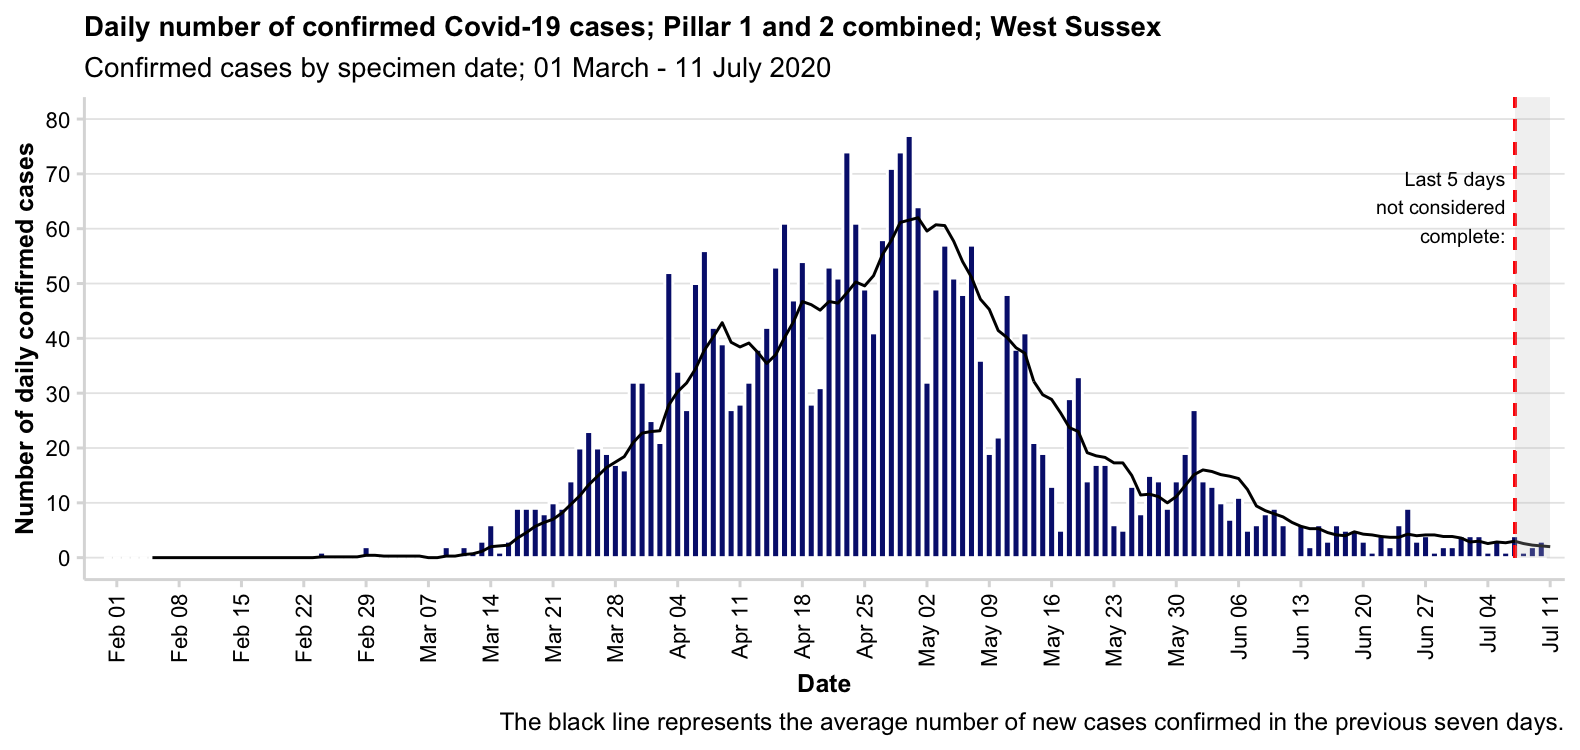 Daily number of confirmed Covid-19 cases; Pillar 1 and 2 combined; West Sussex
Confirmed cases by specimen date; 01 March - 11 July 2020
Number of daily confirmed cases
80
70
60
50
40
30
20
10
0
Last 5 days
not considered
complete:
Feb 01
Feb 08
Feb 15
Feb 22
Feb 29
Mar 07
Mar 14
Mar 21
Mar 28
Apr 04
Apr 11
Apr 18
Apr 25
May 02
May 09
May 16
May 23
May 30
Jun 06
Jun 13
Jun 20
Jun 27
Jul 04
Jul 11
Date
The black line represents the average number of new cases confirmed in the previous seven days.